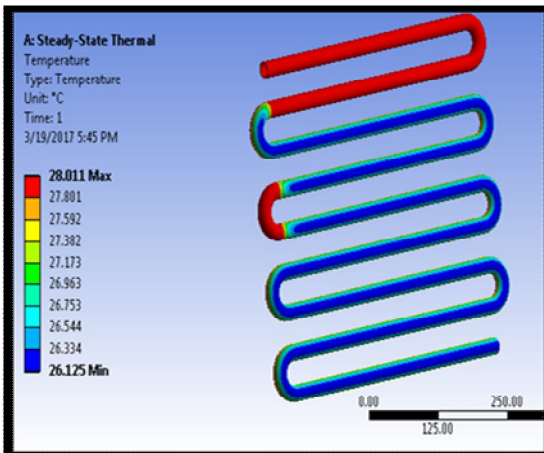 A: Steady-State Thermal
Temperature
Type: Temperature
Unit: °C
Time: 1
3/19/2017 5:45 PM
28.011 Max
27.801
27.592
27.382
27.173
26.963
26.753
26.544
26.334
26.125 Min
0.00 250.00
125.00